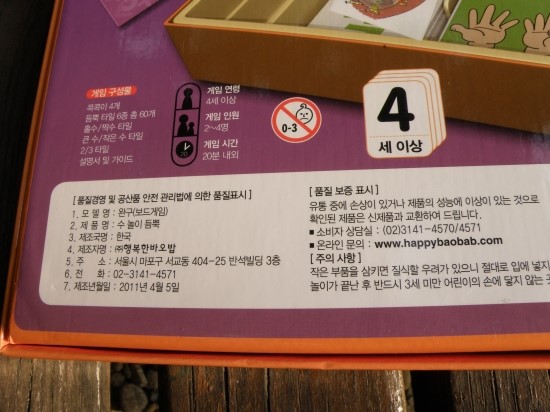 게임 구성물
콕콕이 4개
듬뿍 타일 6종 총 60개
홀수/짝수 타일
큰 수/작은 수 타일
2/3 타일
설명서 및 가이드
게임 연령
4세 이상
게임 인원
2~4명
게임 시간
20분 내외
0-3
4
세 이상
[ 품질경영 및 공산품 안전 관리법에 의한 품질표시 ]
1. 모 델 명 : 완구(보드게임)
2. 제 품 명 : 수 놀이 듬뿍
3. 제조국명 : 한국
4. 제조자명 : ㈜행복한바오밥
5. 주 소 : 서울시 마포구 서교동 404-25 반석빌딩 3층
6. 전 화 : 02-3141-4571
7. 제조년월일 : 2011년 4월 5일
[ 품질 보증 표시 ]
유통 중에 손상이 있거나 제품의 성능에 이상이 있는 것으로
확인된 제품은 신제품과 교환하여 드립니다.
■ 소비자 상담실 : (02)3141-4570/4571
■ 온라인 문의 : www.happybaobab.com
[ 주의 사항 ]
작은 부품을 삼키면 질식할 우려가 있으니 절대로 입에 넣지
놀이가 끝난 후 반드시 3세 미만 어린이의 손에 닿지 않는